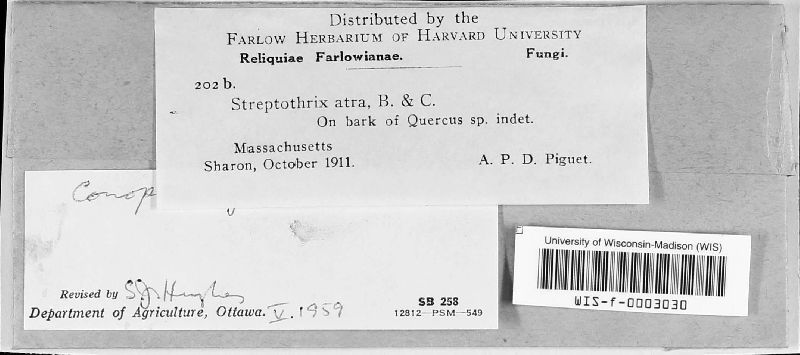 Distributed by the
FARLOW HERBARIUM OF HARVARD UNIVERSITY
Reliquiae Farlowianae. Fungi.
202 b.
Streptothrix atra, B. & C.
On bark of Quercus sp. indet.
Massachusetts
Sharon, October 1911. A. P. D. Piguet.
Conop
Revised by S.J. Hughes
Department of Agriculture, Ottawa. V. 1959
SB 258
12812—PSM—549
University of Wisconsin-Madison (WIS)
WIS-f-0003030